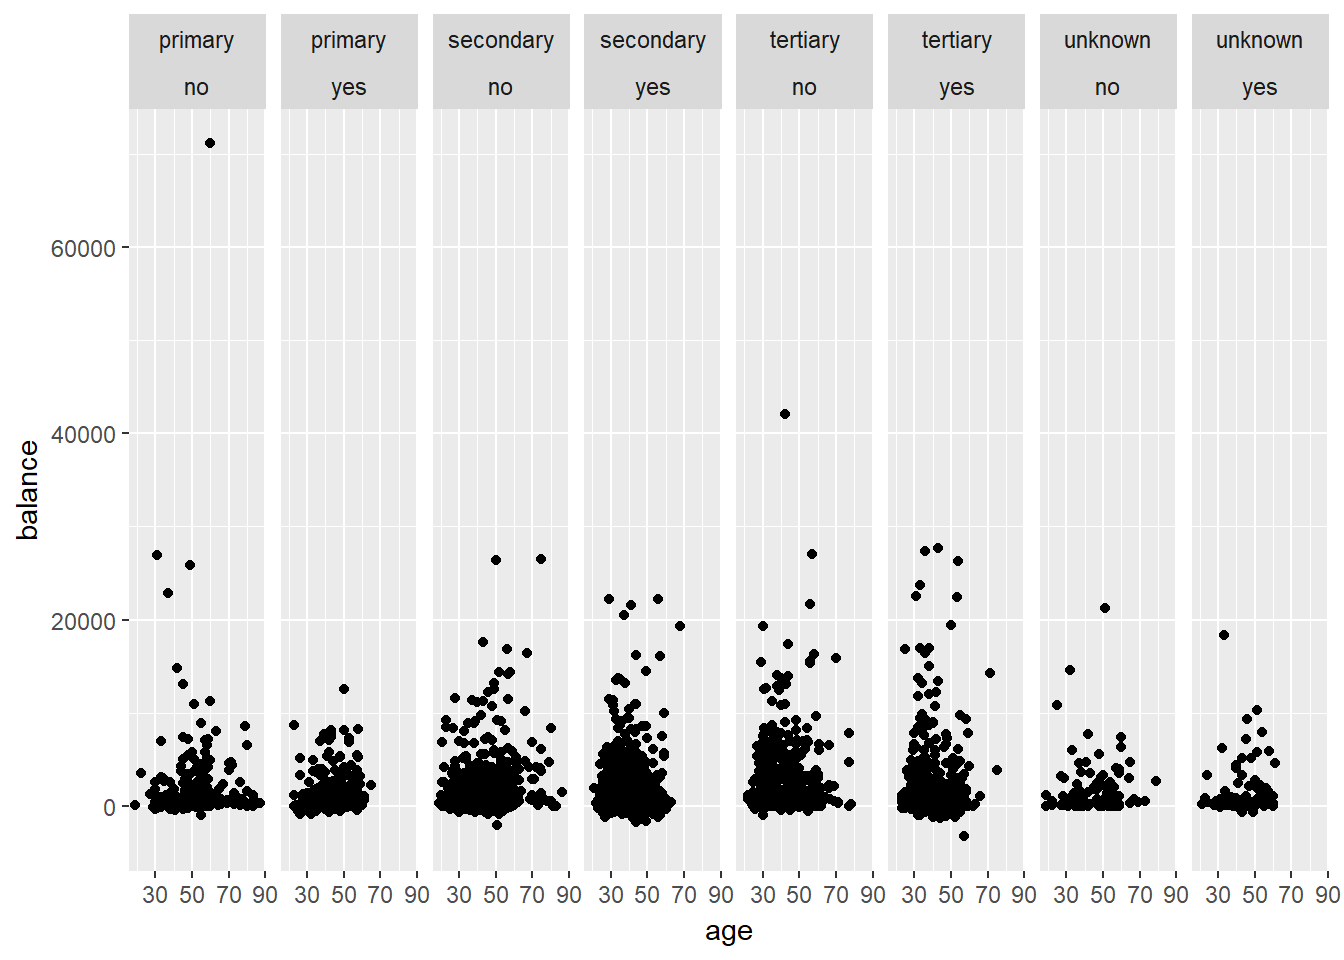 primary primary secondary secondary tertiary tertiary unknown unknown
no yes no yes no yes no yes
60000
40000
20000
0
balance
30 50 70 90 30 50 70 90 30 50 70 90 30 50 70 90 30 50 70 90 30 50 70 90 30 50 70 90 30 50 70 90
age